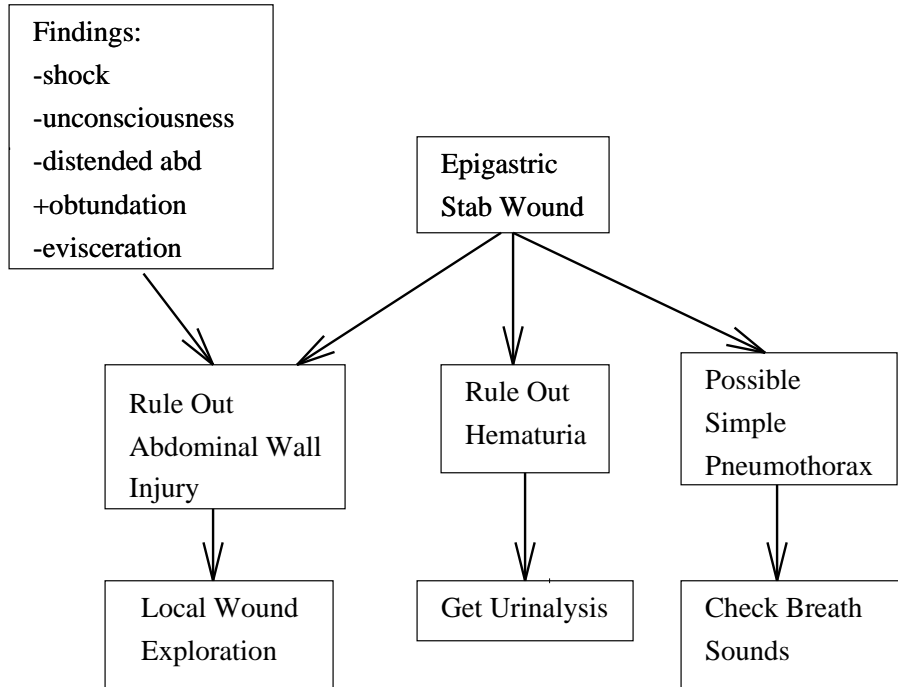 Findings:
-shock
-unconsciousness
-distended abd
+obtundation
-evisceration
Epigastric
Stab Wound
Rule Out
Abdominal Wall
Injury
Rule Out
Hematuria
Possible
Simple
Pneumothorax
Local Wound
Exploration
Get Urinalysis
Check Breath
Sounds